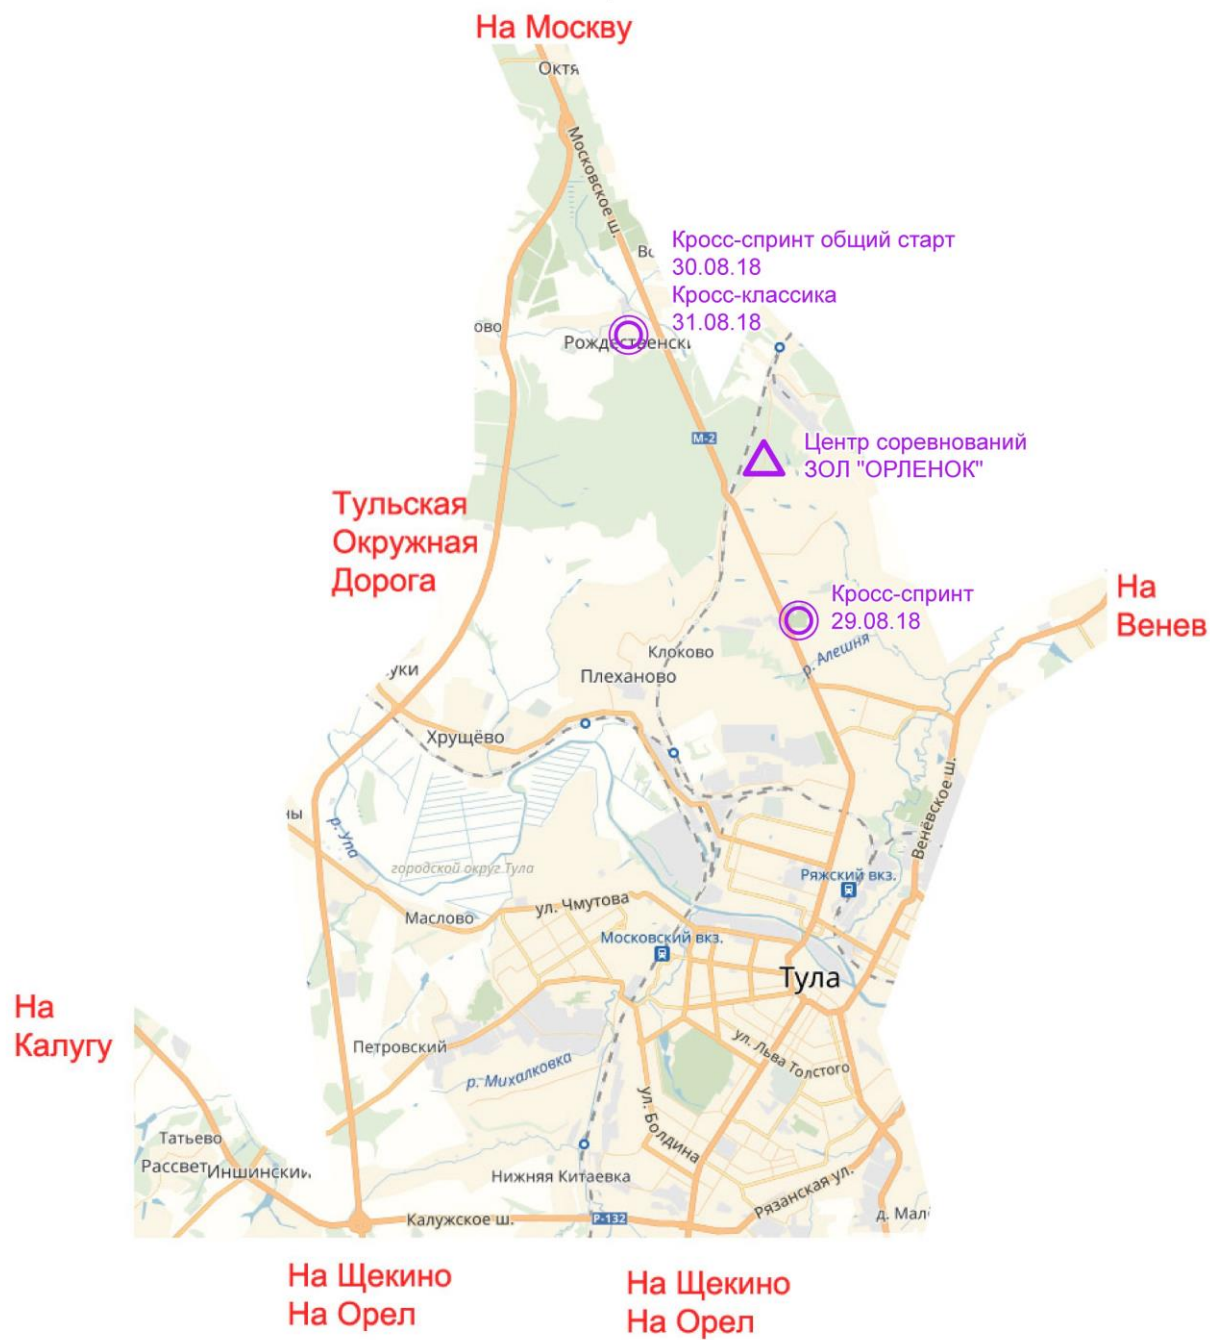 На Москву
Октя
Московское ш.
Во
Кросс-спринт общий старт
30.08.18
Кросс-классика
31.08.18
ово
Рождественски
М-2
Центр соревнований
ЗОЛ "ОРЛЕНОК"
Тульская
Окружная
Дорога
На
Венев
Кросс-спринт
29.08.18
р. Алешня
Клоково
Плеханово
уки
Хрущёво
Венёвское ш.
ны
р. Упа
городской округ Тула
Ряжский вкз.
ул. Чмутова
Маслово
Московский вкз.
Тула
На
Калугу
Петровский
р. Михалковка
ул. Льва Толстого
ул. Болдина
Татьево
Рассвет
Иншинский
Нижняя Китаевка
Рязанская ул.
Калужское ш.
Р-132
д. Мал
На Щекино
На Орел
На Щекино
На Орел